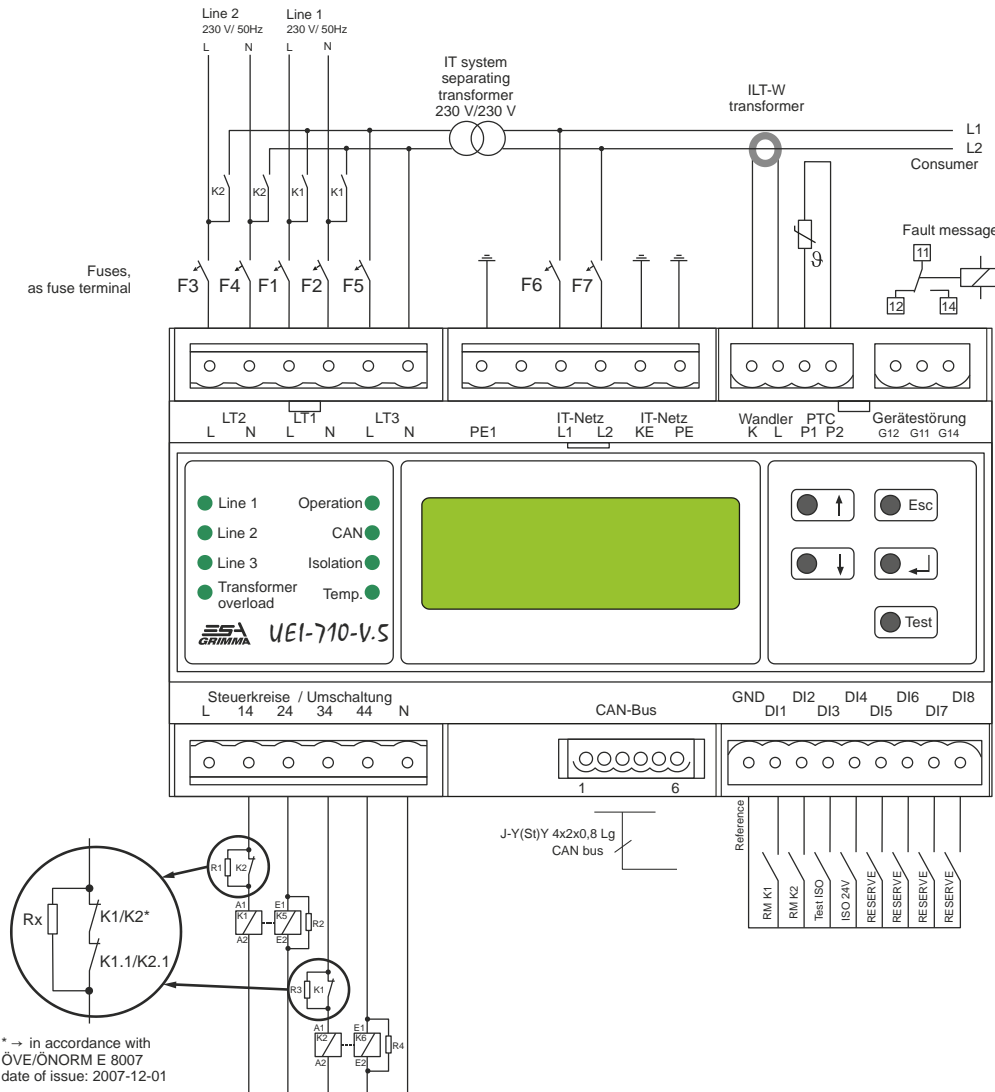 Line 2
230 V/ 50Hz
L N
Line 1
230 V/ 50Hz
L N
IT system
separating
transformer
230 V/230 V
ILT-W
transformer
L1
L2
Consumer
K2 K2 K1 K1
Fault message
11
12 14
ϑ
Fuses,
as fuse terminal
F3 F4 F1 F2 F5 F6 F7
LT2 LT1 LT3 IT-Netz IT-Netz Wandler PTC Gerätestörung
L N L N L N PE1 L1 L2 KE PE K L P1 P2 G12 G11 G14
Line 1 Operation
Line 2 CAN
Line 3 Isolation
Transformer
overload
Temp.
ESA
GRIMMA
UEI-710-V.5
↑ Esc
↓
Test
Steuerkreise / Umschaltung
L 14 24 34 44 N
CAN-Bus
GND DI2 DI4 DI6 DI8
DI1 DI3 DI5 DI7
1 6
J-Y(St)Y 4x2x0,8 Lg
CAN bus
Reference
RM K1
RM K2
Test ISO
ISO 24V
RESERVE
RESERVE
RESERVE
RESERVE
R1 K2
A1 E1
K1 K5 R2
A2 E2
R3 K1
A1 E1
K2 K6 R4
A2 E2
Rx K1/K2*
K1.1/K2.1
* → in accordance with
ÖVE/ÖNORM E 8007
date of issue: 2007-12-01